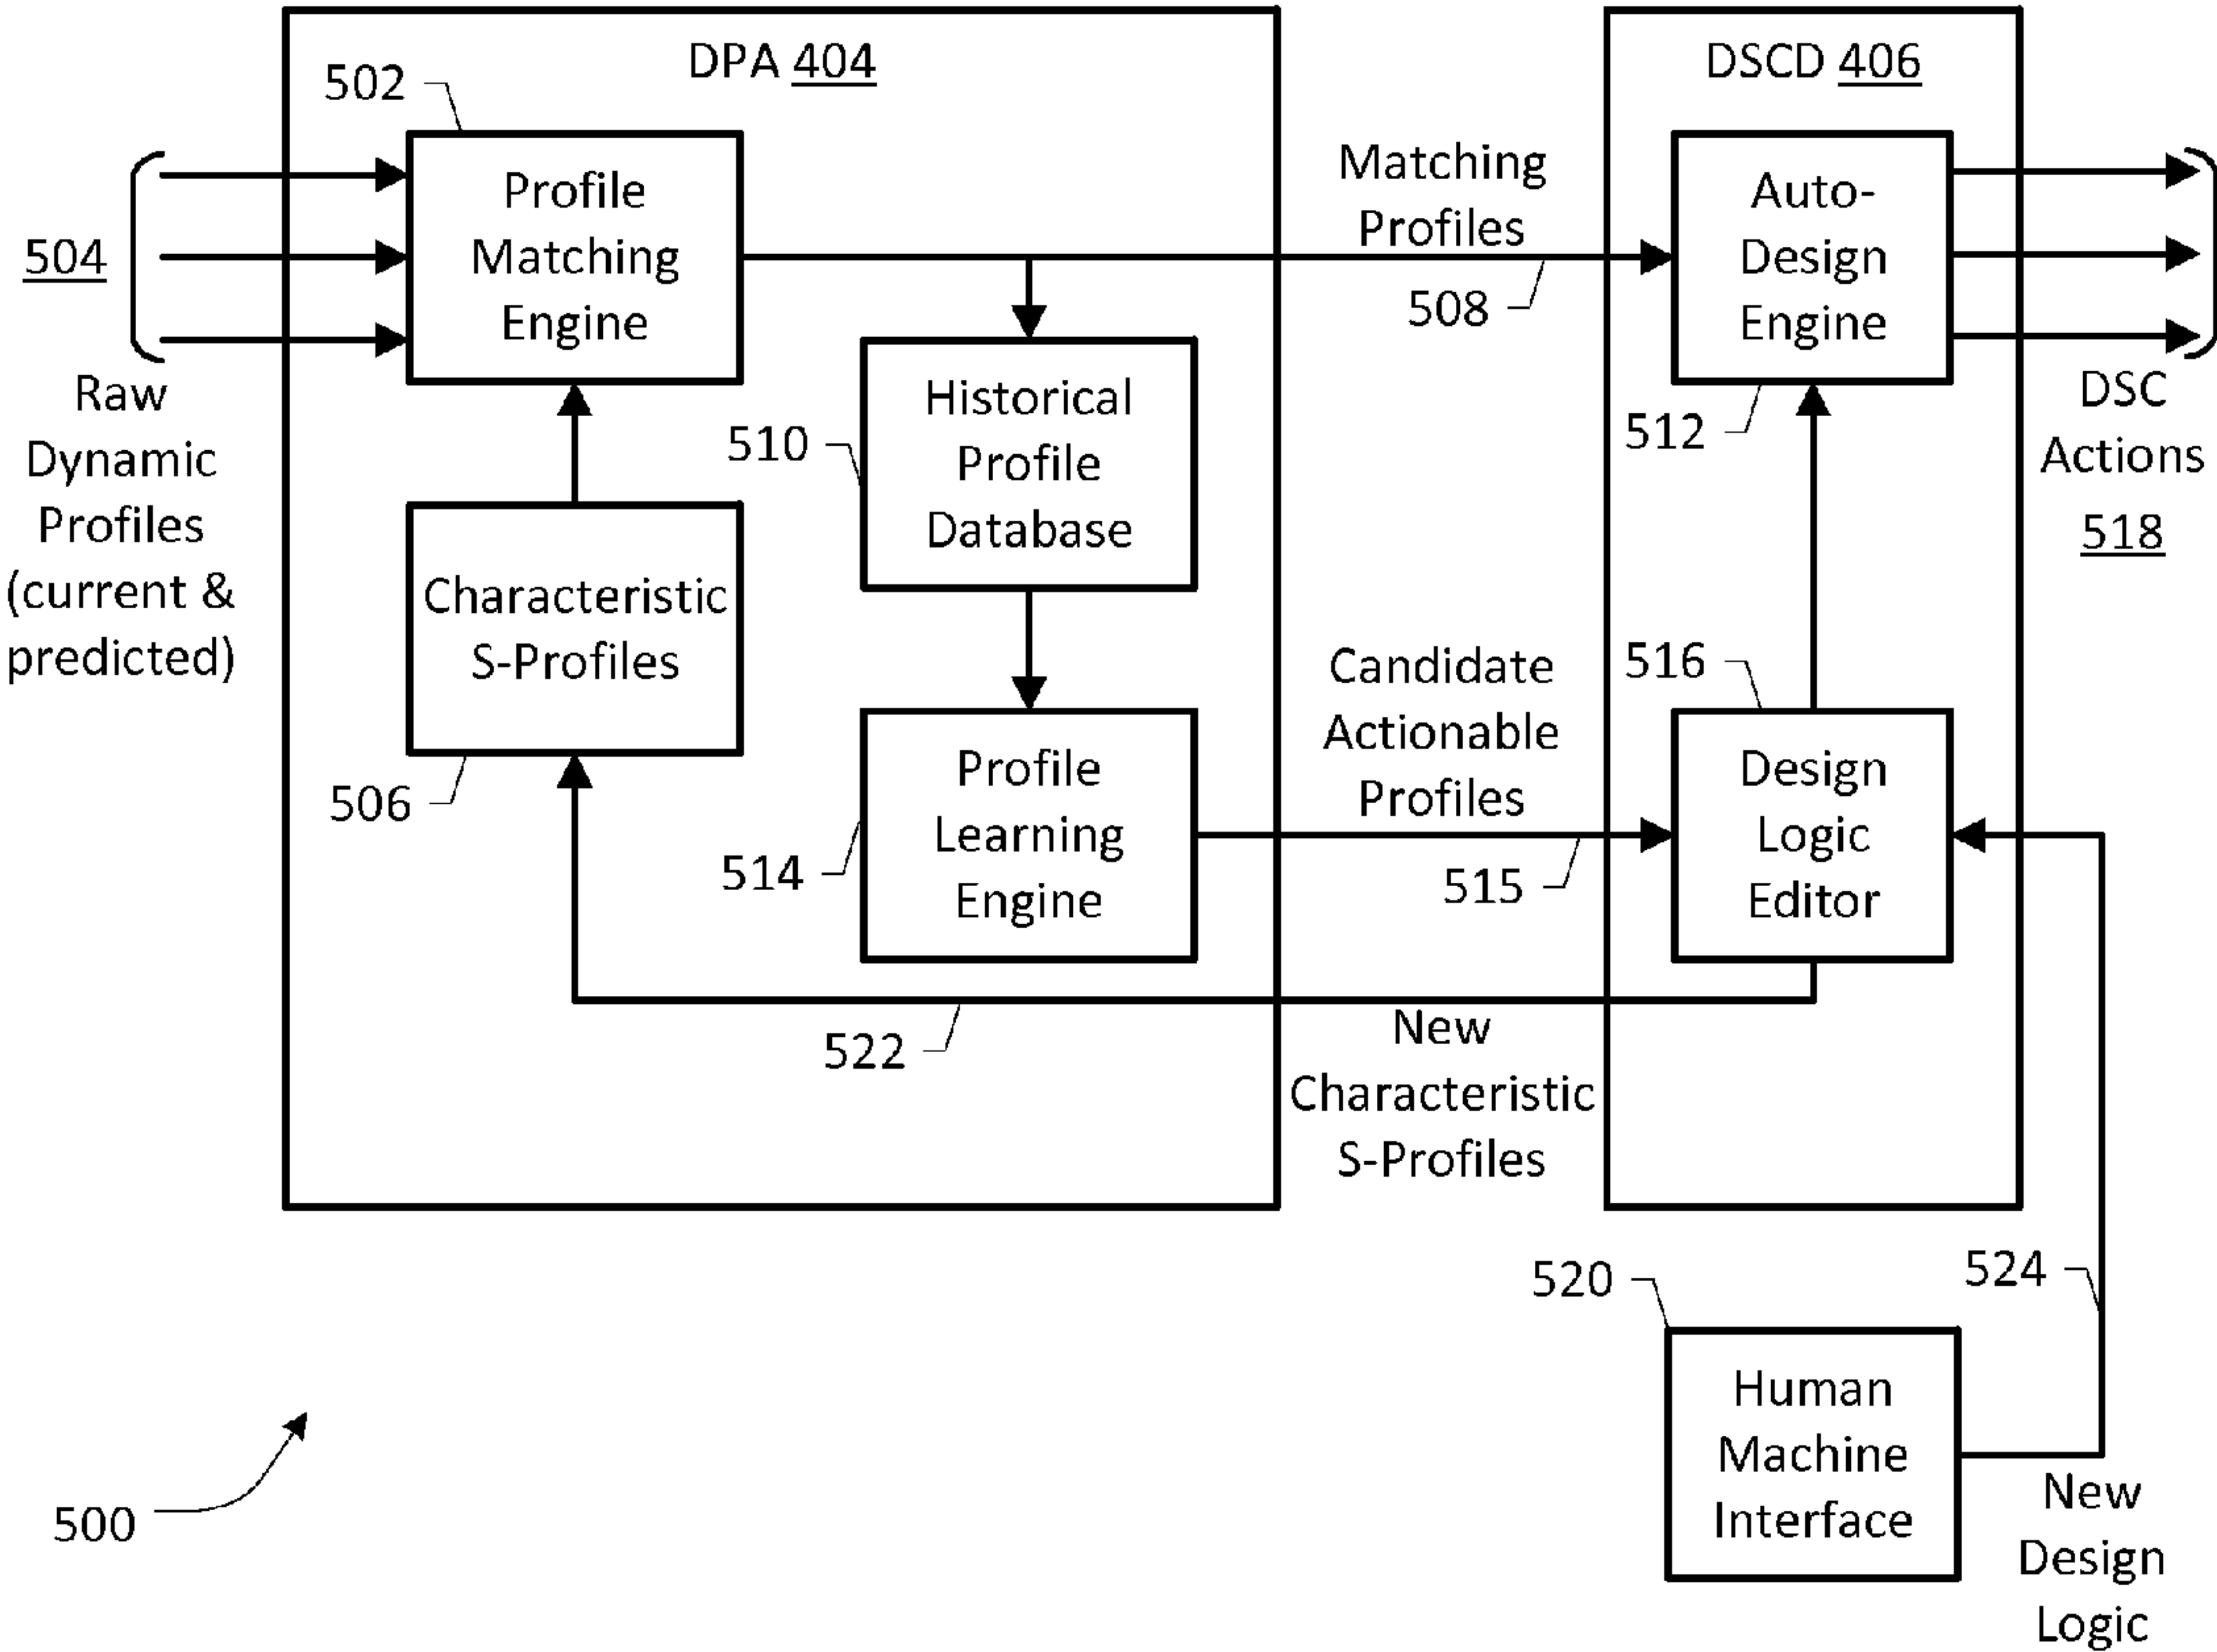 DPA 404
DSCD 406
502
504
Raw
Dynamic
Profiles
(current &
predicted)
Profile
Matching
Engine
Matching
Profiles
508
Auto-
Design
Engine
512
DSC
Actions
518
Historical
Profile
Database
510
Characteristic
S-Profiles
506
Profile
Learning
Engine
514
Candidate
Actionable
Profiles
515
516
Design
Logic
Editor
522
New
Characteristic
S-Profiles
520
Human
Machine
Interface
524
New
Design
Logic
500